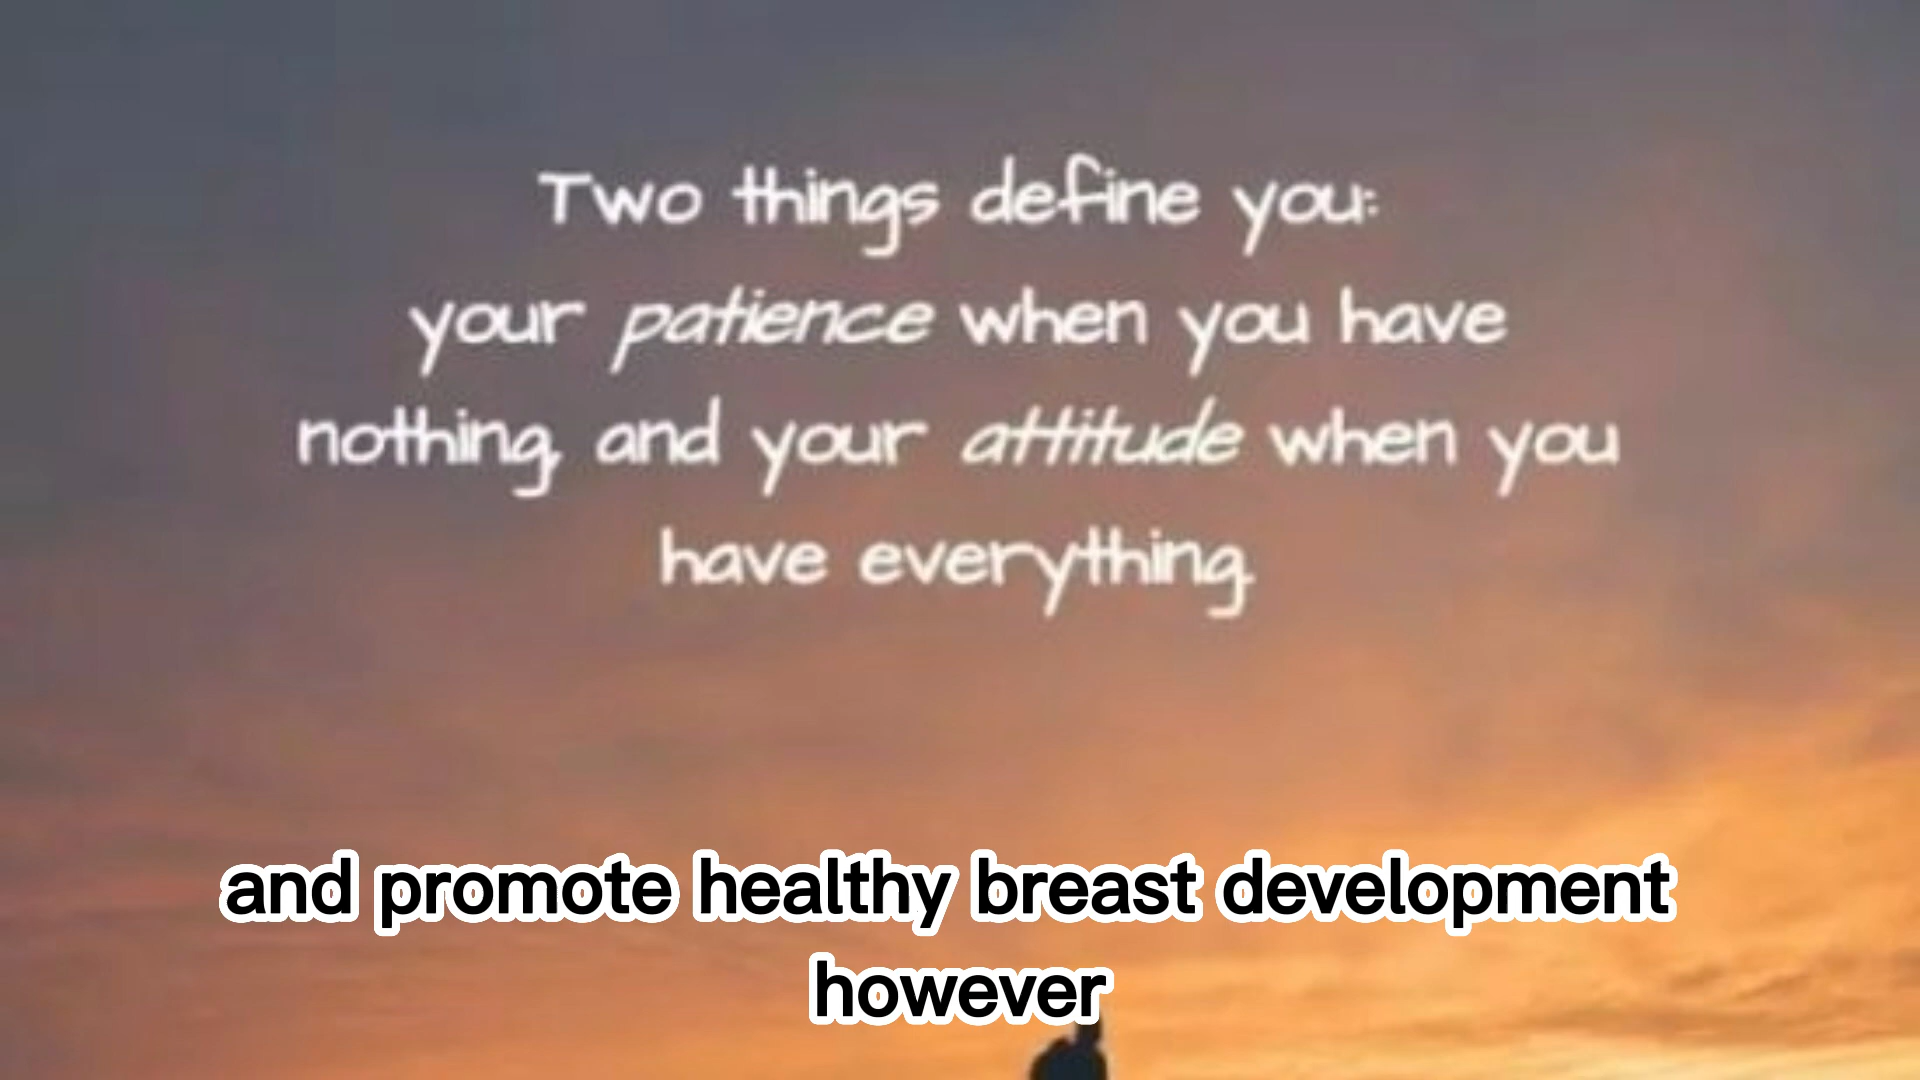 Two things define you:
your patience when you have
nothing, and your attitude when you
have everything.
and promote healthy breast development
however